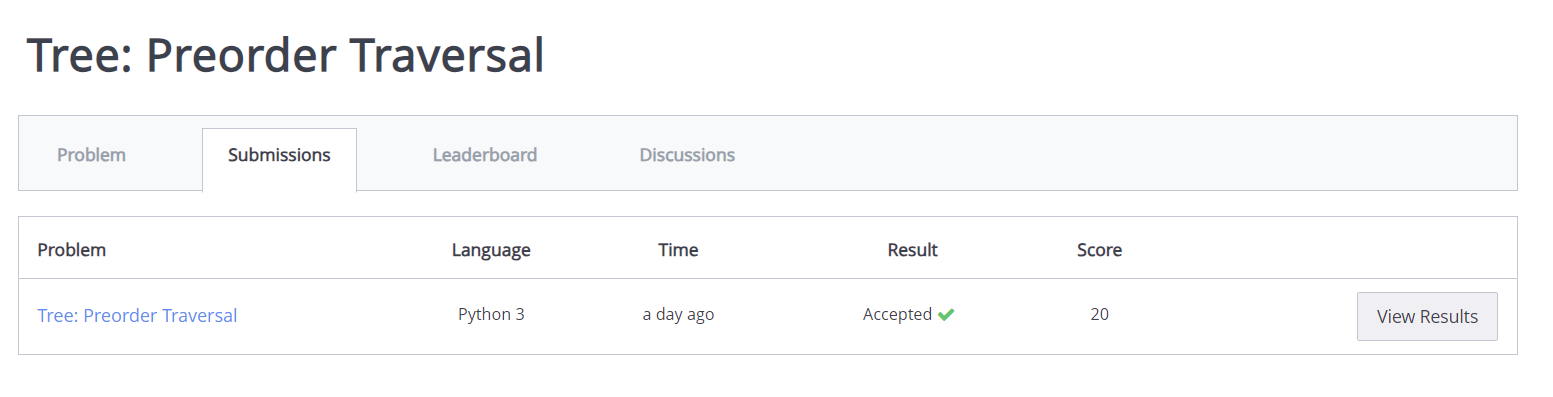 Tree: Preorder Traversal
Problem Submissions Leaderboard Discussions
Problem Language Time Result Score
Tree: Preorder Traversal Python 3 a day ago Accepted 20 View Results